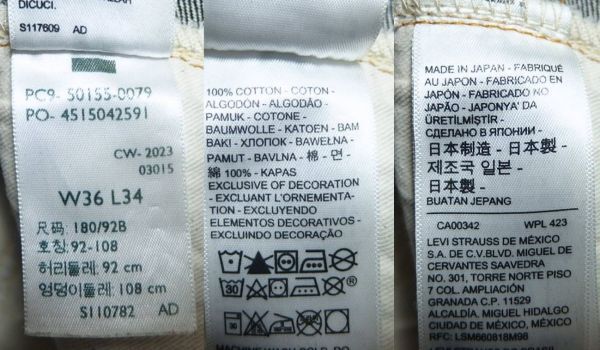 DICUCI.
S117609 AD
PC9- 50155-0079
PO- 4515042591
CW- 2023
03015
W36 L34
尺码: 180/92B
호칭: 92-108
허리둘레: 92 cm
엉덩이둘레: 108 cm
S110782 AD
100% COTTON - COTON -
ALGODÓN - ALGODÃO -
PAMUK - COTONE -
BAUMWOLLE - KATOEN - BAM
BAKI - ХЛОПОК - BAWEŁNA -
PAMUT - BAVLNA - 棉 - 면 -
綿 100% - KAPAS
EXCLUSIVE OF DECORATION
- EXCLUANT L'ORNEMENTA-
TION - EXCLUYENDO
ELEMENTOS DECORATIVOS -
EXCLUINDO DECORAÇÃO
30
MADE IN JAPAN - FABRIQUÉ
AU JAPON - FABRICADO EN
JAPÓN - FABRICADO NO
JAPÃO - JAPONYA' DA
ÜRETİLMİŞTİR -
СДЕЛАНО В ЯПОНИИ -
日本制造 - 日本製 -
제조국 일본 -
日本製 -
BUATAN JEPANG
CA00342 WPL 423
LEVI STRAUSS DE MÉXICO
S.A. DE C.V.BLVD. MIGUEL DE
CERVANTES SAAVEDRA
NO. 301, TORRE NORTE PISO
7 COL. AMPLIACIÓN
GRANADA C.P. 11529
ALCALDÍA. MIGUEL HIDALGO
CIUDAD DE MÉXICO, MÉXICO
RFC: LSM660818M98